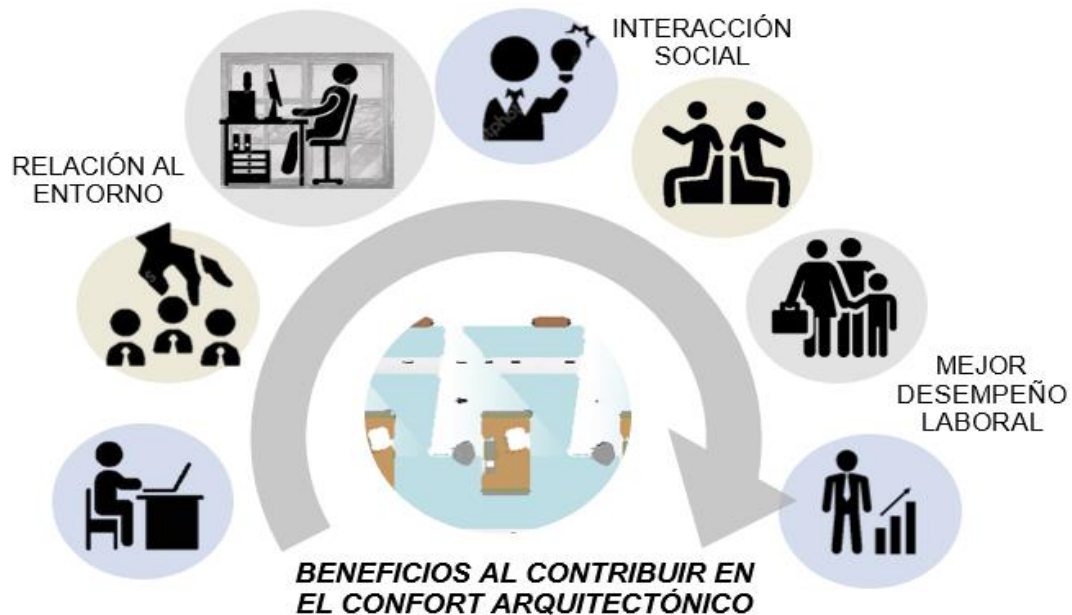 INTERACCIÓN
SOCIAL
RELACIÓN AL
ENTORNO
MEJOR
DESEMPEÑO
LABORAL
BENEFICIOS AL CONTRIBUIR EN
EL CONFORT ARQUITECTÓNICO